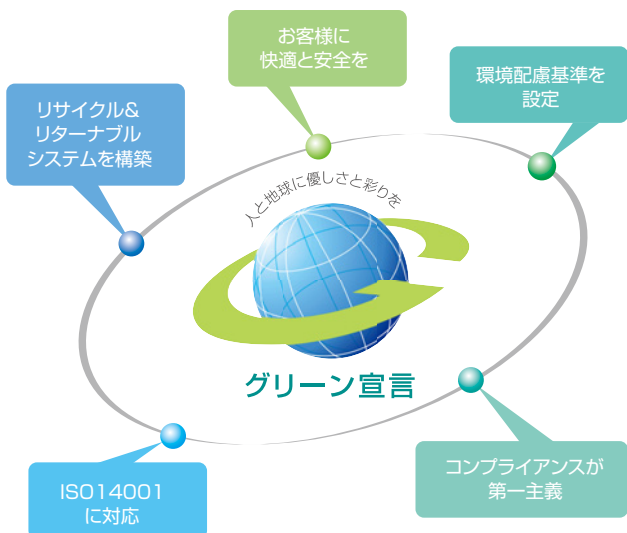 お客様に
快適と安全を
環境配慮基準を
設定
リサイクル&
リターナブル
システムを構築
人と地球に優しさと彩りを
グリーン宣言
コンプライアンスが
第一主義
ISO14001
に対応